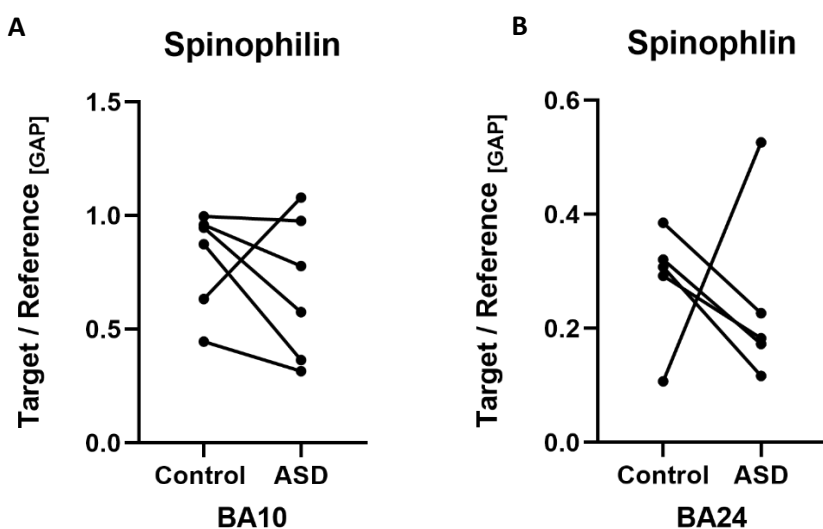 A
Spinophilin
Target / Reference [GAP]
1.5
1.0
0.5
0.0
Control ASD
BA10
B
Spinophlin
Target / Reference [GAP]
0.6
0.4
0.2
0.0
Control ASD
BA24